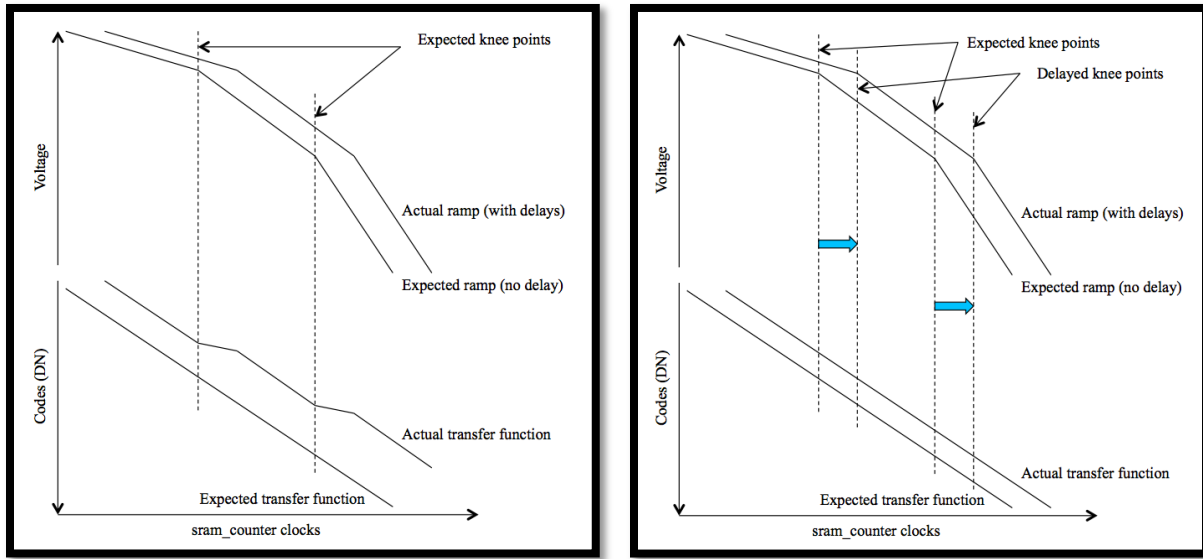 Expected knee points
Voltage
Actual ramp (with delays)
Expected ramp (no delay)
Codes (DN)
Actual transfer function
Expected transfer function
sram_counter clocks
Expected knee points
Delayed knee points
Voltage
Actual ramp (with delays)
Expected ramp (no delay)
Codes (DN)
Actual transfer function
Expected transfer function
sram_counter clocks